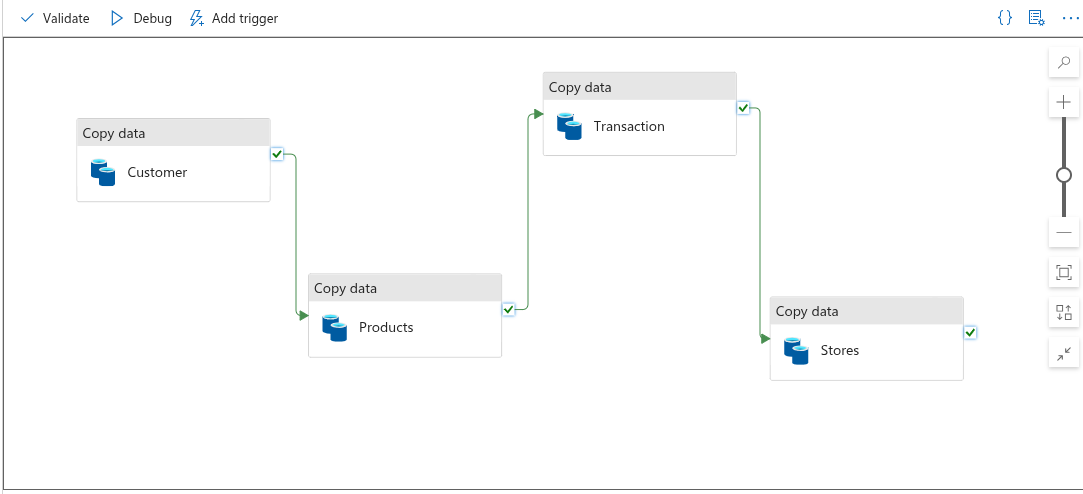 Validate Debug Add trigger
Copy data
Transaction
Copy data
Customer
Copy data
Products
Copy data
Stores